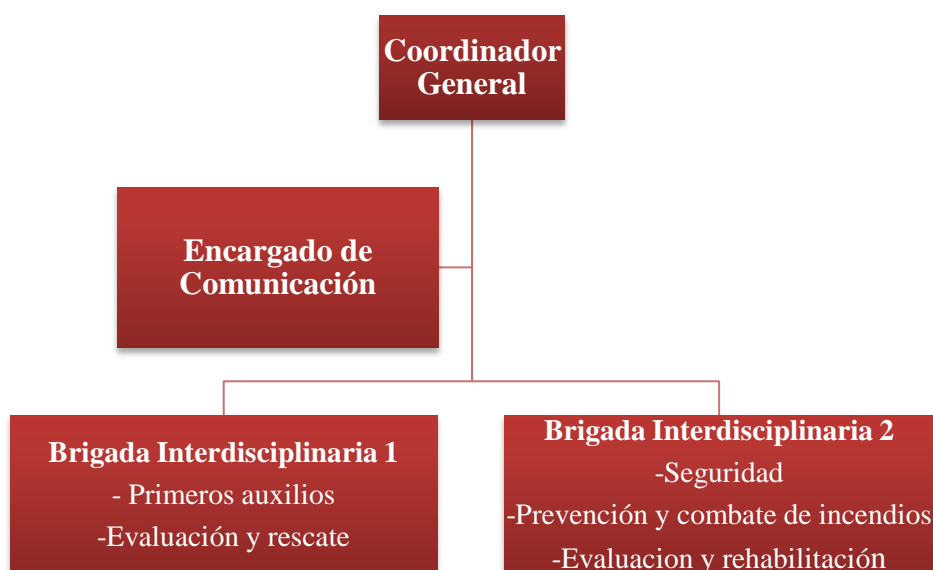 Coordinador
General
Encargado de
Comunicación
Brigada Interdisciplinaria 1
- Primeros auxilios
-Evaluación y rescate
Brigada Interdisciplinaria 2
-Seguridad
-Prevención y combate de incendios
-Evaluacion y rehabilitación